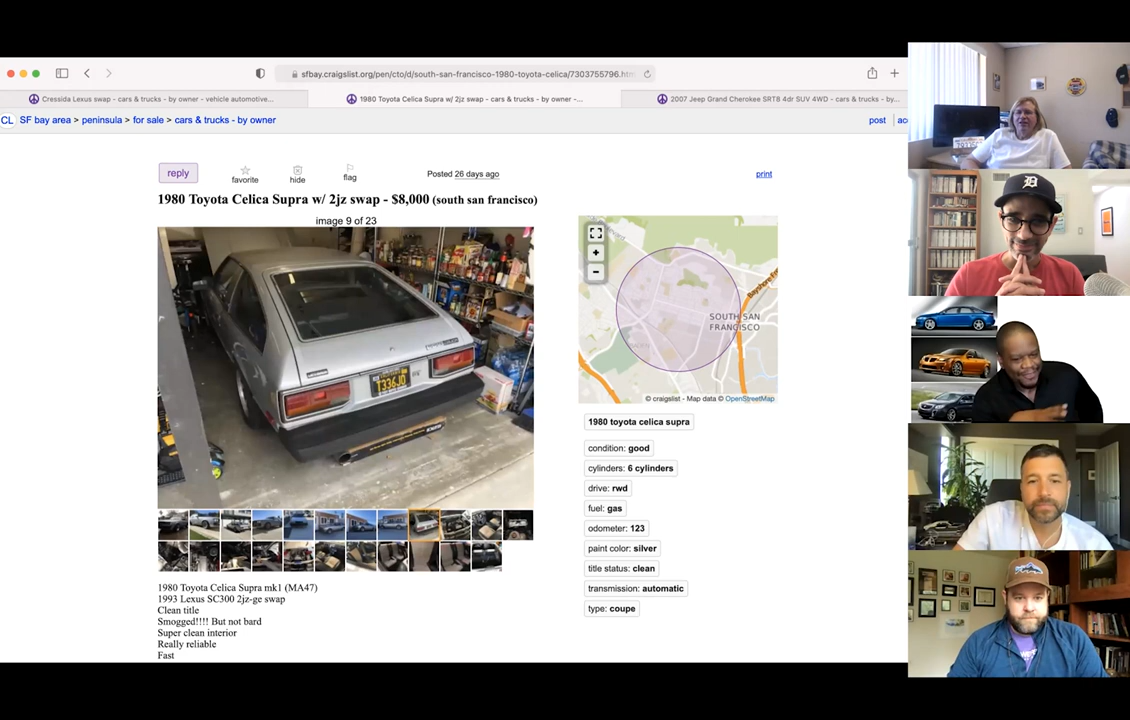 sfbay.craigslist.org/pen/cto/d/south-san-francisco-1980-toyota-celica/7303755796.htm
Cressida Lexus swap - cars & trucks - by owner - vehicle automotive...
1980 Toyota Celica Supra w/ 2jz swap - cars & trucks - by owner -...
2007 Jeep Grand Cherokee SRT8 4dr SUV 4WD - cars & trucks - by...
CL SF bay area > peninsula > for sale > cars & trucks - by owner
post
acc
reply
favorite
hide
flag
Posted 26 days ago
print
1980 Toyota Celica Supra w/ 2jz swap - $8,000 (south san francisco)
image 9 of 23
T336JD
+
−
SOUTH SAN
FRANCISCO
© craigslist - Map data © OpenStreetMap
1980 toyota celica supra
condition: good
cylinders: 6 cylinders
drive: rwd
fuel: gas
odometer: 123
paint color: silver
title status: clean
transmission: automatic
type: coupe
1980 Toyota Celica Supra mk1 (MA47)
1993 Lexus SC300 2jz-ge swap
Clean title
Smogged!!!! But not bard
Super clean interior
Really reliable
Fast
D